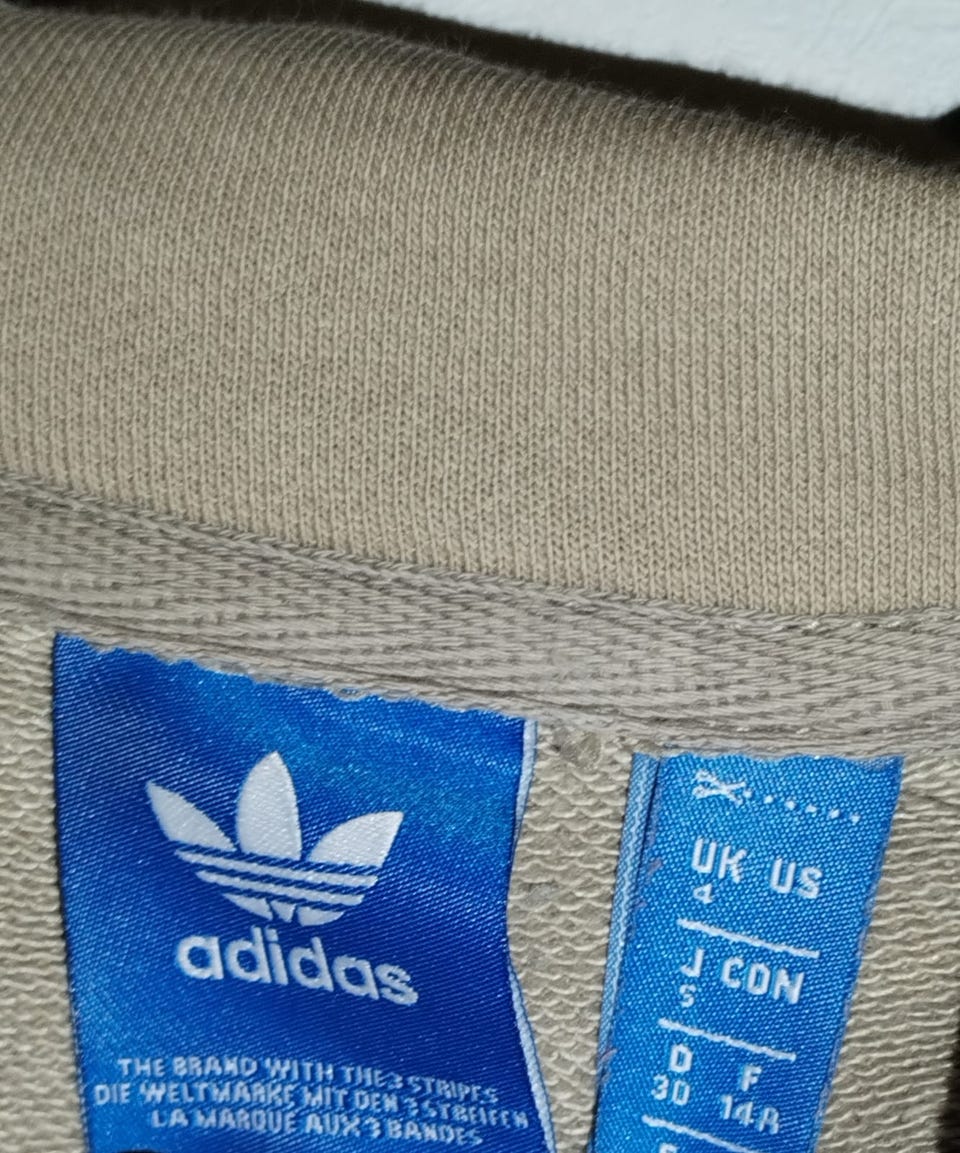 adidas
THE BRAND WITH THE 3 STRIPES
DIE WELTMARKE MIT DEN 3 STREIFEN
LA MARQUE AUX 3 BANDES
UK US
4
J CON
S
D F
30 14A